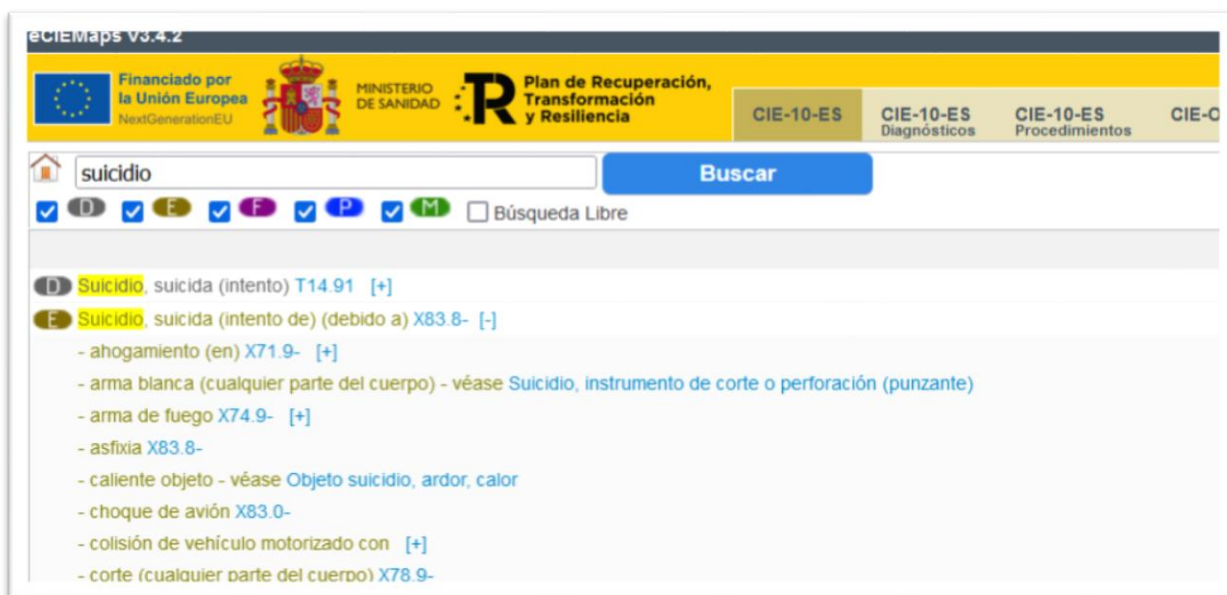 eCIEMaps V3.4.2
Financiado por
la Unión Europea
NextGenerationEU
MINISTERIO
DE SANIDAD
R
Plan de Recuperación,
Transformación
y Resiliencia
CIE-10-ES
CIE-10-ES
Diagnósticos
CIE-10-ES
Procedimientos
CIE-O
suicidio
Buscar
D E F P M Búsqueda Libre
D Suicidio, suicida (intento) T14.91 [+]
E Suicidio, suicida (intento de) (debido a) X83.8- [-]
- ahogamiento (en) X71.9- [+]
- arma blanca (cualquier parte del cuerpo) - véase Suicidio, instrumento de corte o perforación (punzante)
- arma de fuego X74.9- [+]
- asfixia X83.8-
- caliente objeto - véase Objeto suicidio, ardor, calor
- choque de avión X83.0-
- colisión de vehículo motorizado con [+]
- corte (cualquier parte del cuerpo) X78.9-